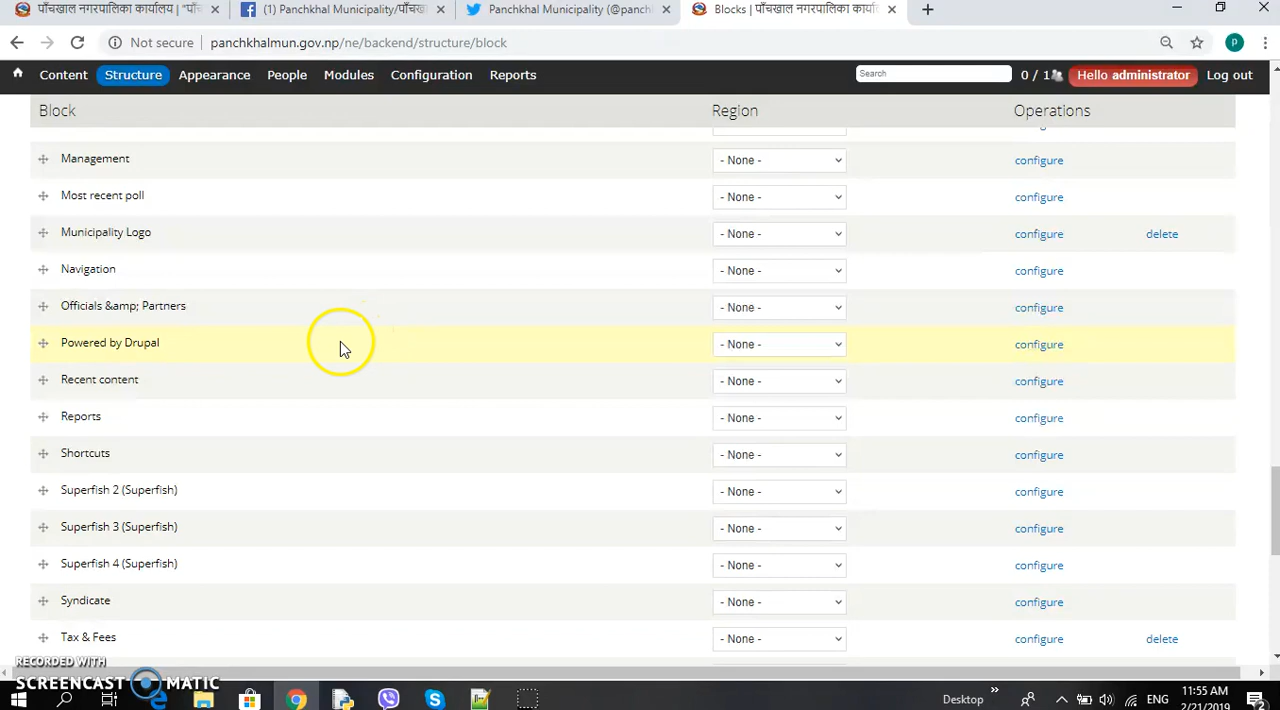 पाँचखाल नगरपालिका कार्यालय | "पाँच
(1) Panchkhal Municipality/पाँचख
Panchkhal Municipality (@panch
Blocks | पाँचखाल नगरपालिका कार्या
Not secure | panchkhalmun.gov.np/ne/backend/structure/block
P
Content Structure Appearance People Modules Configuration Reports Search 0 / 1 Hello administrator Log out
Block Region Operations
Management - None - configure
Most recent poll - None - configure
Municipality Logo - None - configure delete
Navigation - None - configure
Officials &amp; Partners - None - configure
Powered by Drupal - None - configure
Recent content - None - configure
Reports - None - configure
Shortcuts - None - configure
Superfish 2 (Superfish) - None - configure
Superfish 3 (Superfish) - None - configure
Superfish 4 (Superfish) - None - configure
Syndicate - None - configure
Tax & Fees - None - configure delete
RECORDED WITH
SCREENCAST MATIC
Desktop ENG 11:55 AM
2/21/2019 2